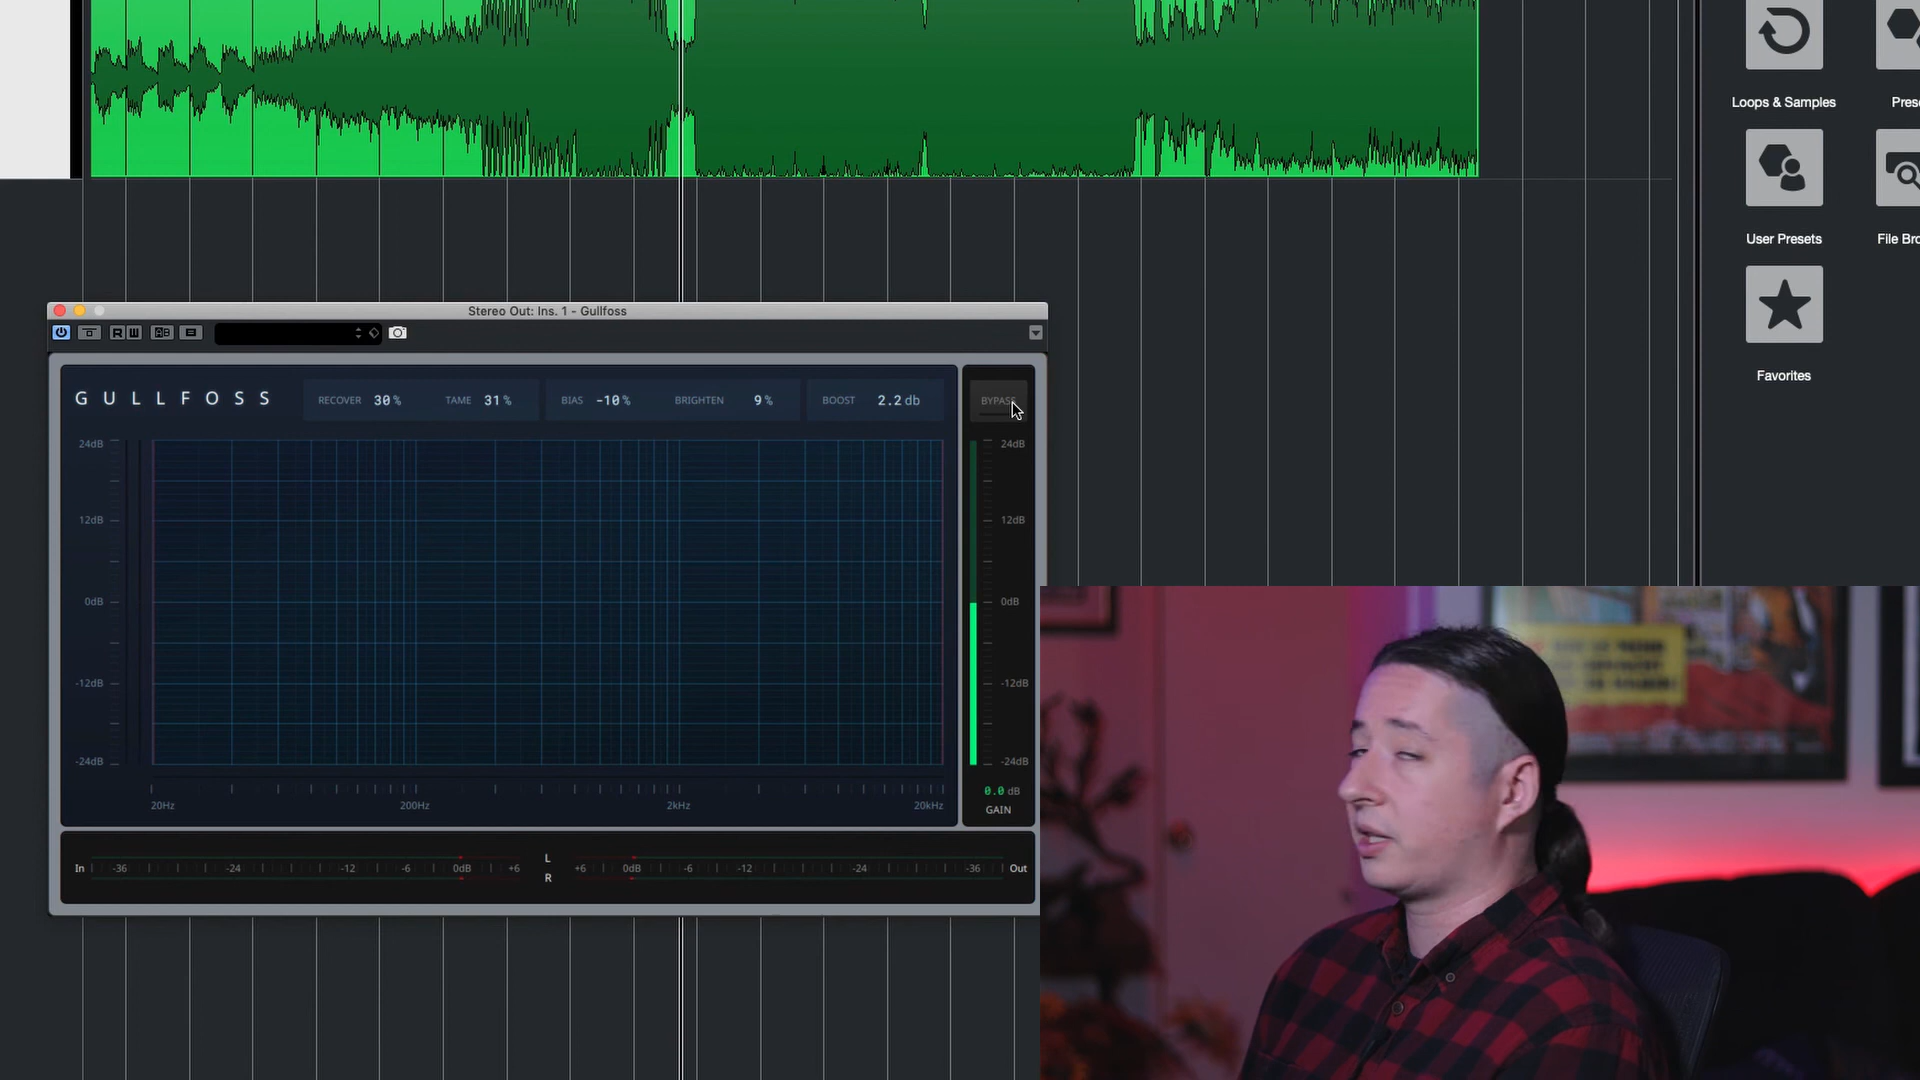 Loops & Samples
Prese
User Presets
File Bro
Favorites
Stereo Out: Ins. 1 - Gullfoss
R W
GULLFOSS
RECOVER 30% TAME 31% BIAS -10% BRIGHTEN 9% BOOST 2.2 db BYPASS
24dB 24dB
12dB 12dB
0dB 0dB
-12dB -12dB
-24dB -24dB
0.0 dB
20Hz 200Hz 2kHz 20kHz GAIN
L
In -36 -24 -12 -6 0dB +6 +6 0dB -6 -12 -24 -36 Out
R